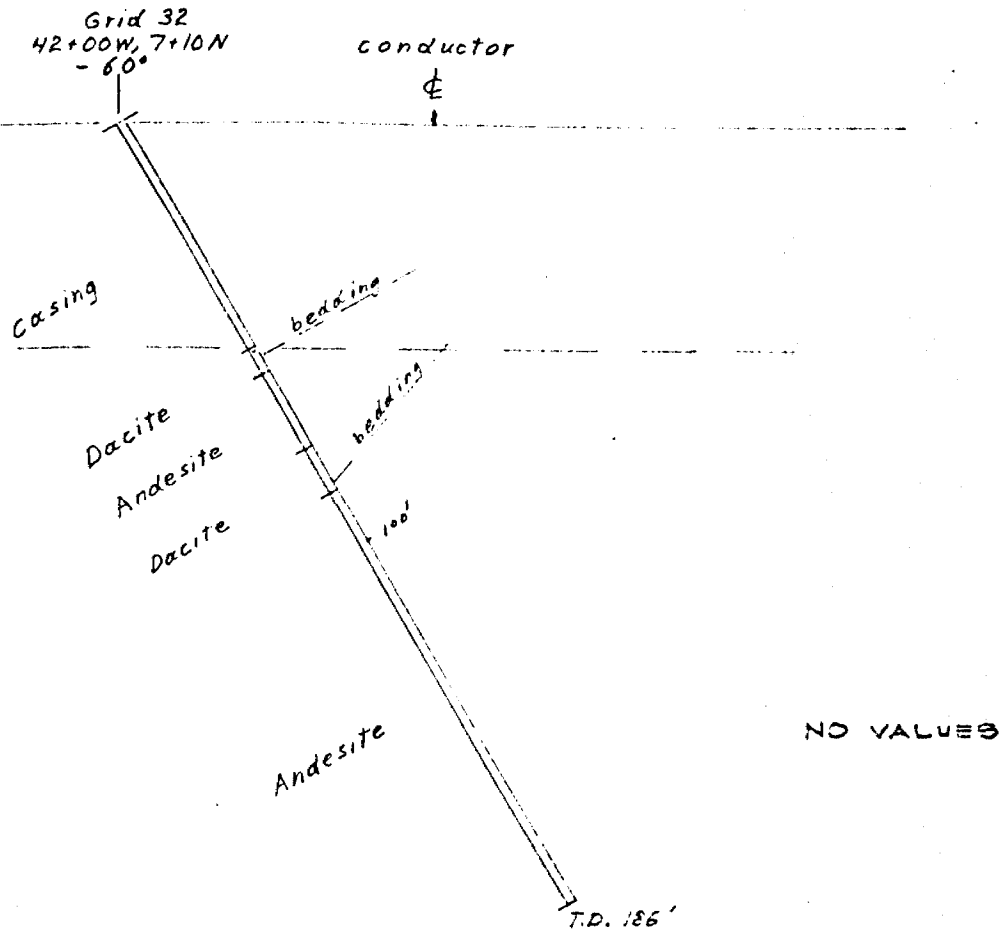 Grid 32
42+00W, 7+10N
- 60°
conductor
℄
Casing
bedding
bedding
Dacite
Andesite
Dacite
100'
Andesite
NO VALUES
T.D. 186'